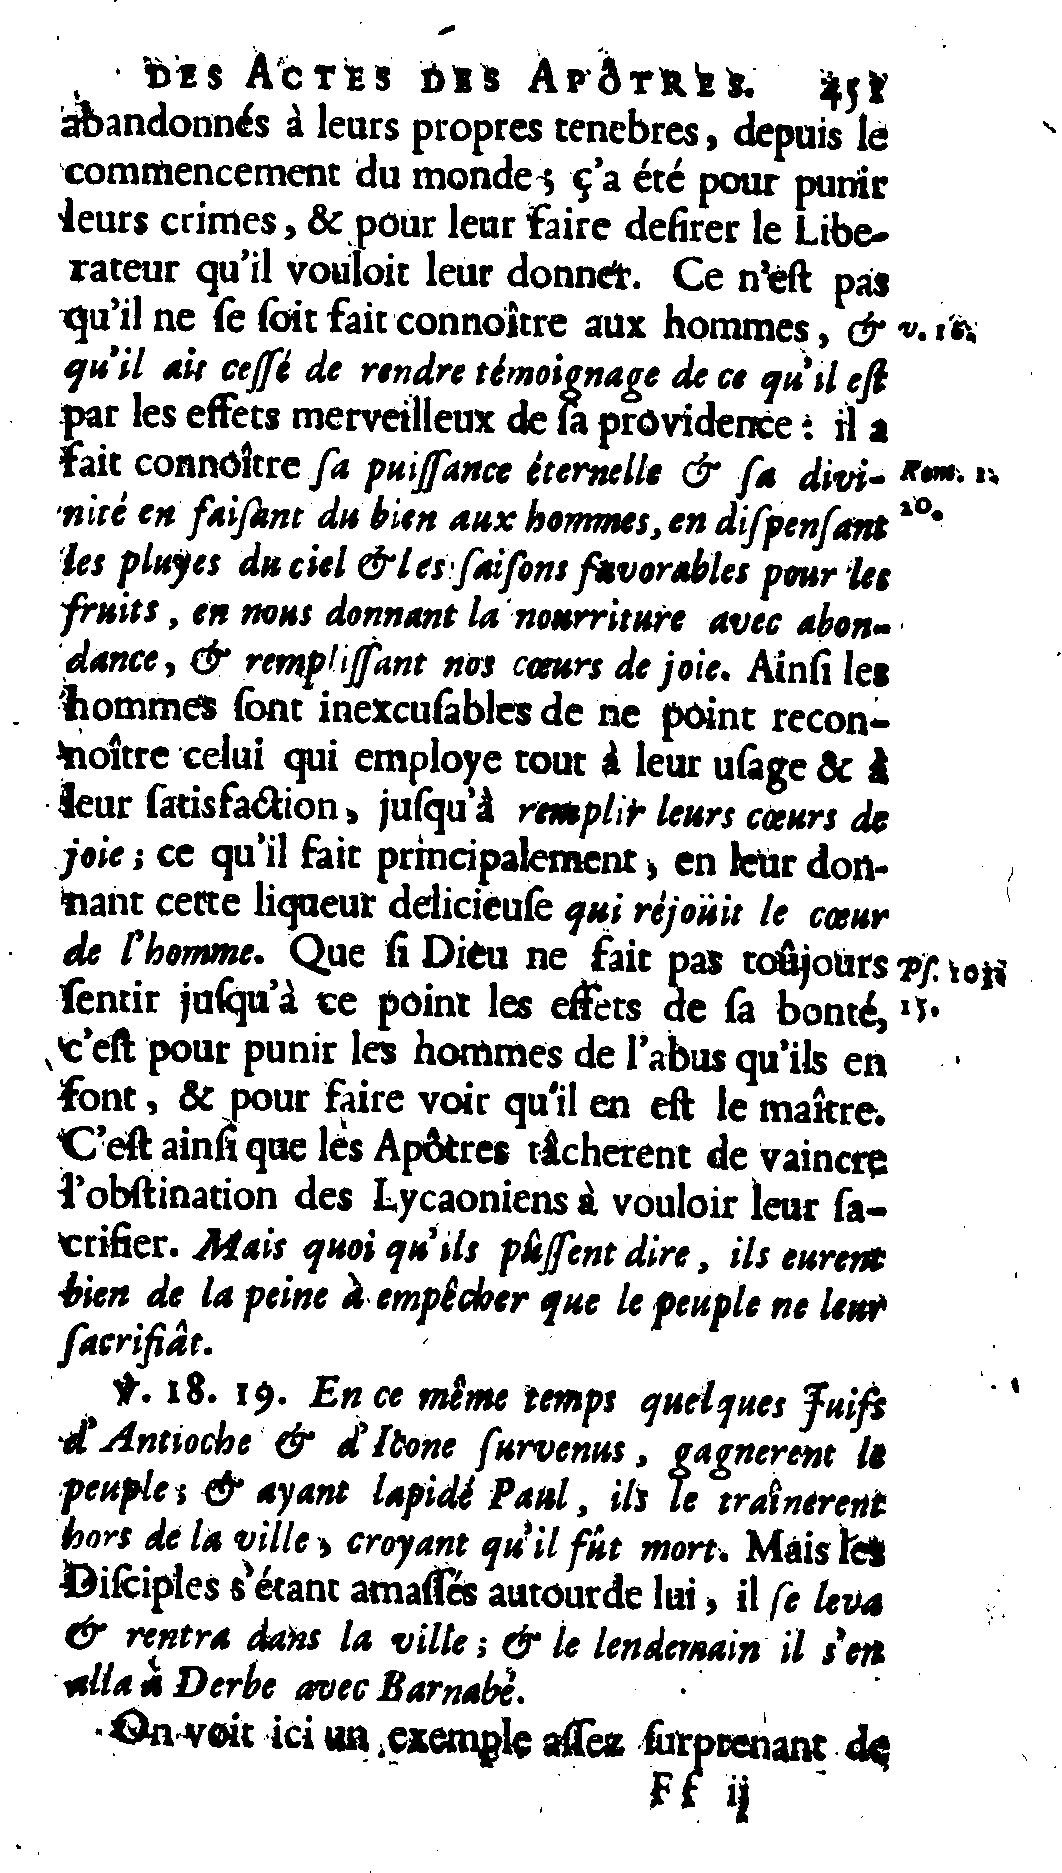 DES ACTES DES APÔTRES. 451
abandonnés à leurs propres tenebres, depuis le
commencement du monde; ç'a été pour punir
leurs crimes, & pour leur faire deſirer le Libe-
rateur qu'il vouloit leur donner. Ce n'eſt pas
qu'il ne ſe ſoit fait connoître aux hommes, & v. 16.
qu'il ait ceſſé de rendre témoignage de ce qu'il eſt
par les effets merveilleux de ſa providence: il a
fait connoître ſa puiſſance éternelle & ſa divi- Rom. 1.
nité en faiſant du bien aux hommes, en diſpenſant 20.
les pluyes du ciel & les ſaiſons favorables pour les
fruits, en nous donnant la nourriture avec abon-
dance, & rempliſſant nos cœurs de joie. Ainſi les
hommes ſont inexcuſables de ne point recon-
noître celui qui employe tout à leur uſage & à
leur ſatisfaction, juſqu'à remplir leurs cœurs de
joie; ce qu'il fait principalement, en leur don-
nant cette liqueur delicieuſe qui réjoüit le cœur
de l'homme. Que ſi Dieu ne fait pas toûjours Pſ. 103.
ſentir juſqu'à ce point les effets de ſa bonté, 15.
c'eſt pour punir les hommes de l'abus qu'ils en
font, & pour faire voir qu'il en eſt le maître.
C'eſt ainſi que les Apôtres tâcherent de vaincre
l'obſtination des Lycaoniens à vouloir leur ſa-
crifier. Mais quoi qu'ils pûſſent dire, ils eurent
bien de la peine à empêcher que le peuple ne leur
ſacrifiât.
℣. 18. 19. En ce même temps quelques Juifs
d'Antioche & d'Icone ſurvenus, gagnerent le
peuple; & ayant lapidé Paul, ils le traînerent
hors de la ville, croyant qu'il fût mort. Mais les
Diſciples s'étant amaſſés autour de lui, il ſe leva
& rentra dans la ville; & le lendemain il s'en
alla à Derbe avec Barnabé.
On voit ici un exemple aſſez ſurprenant de
Ff ij